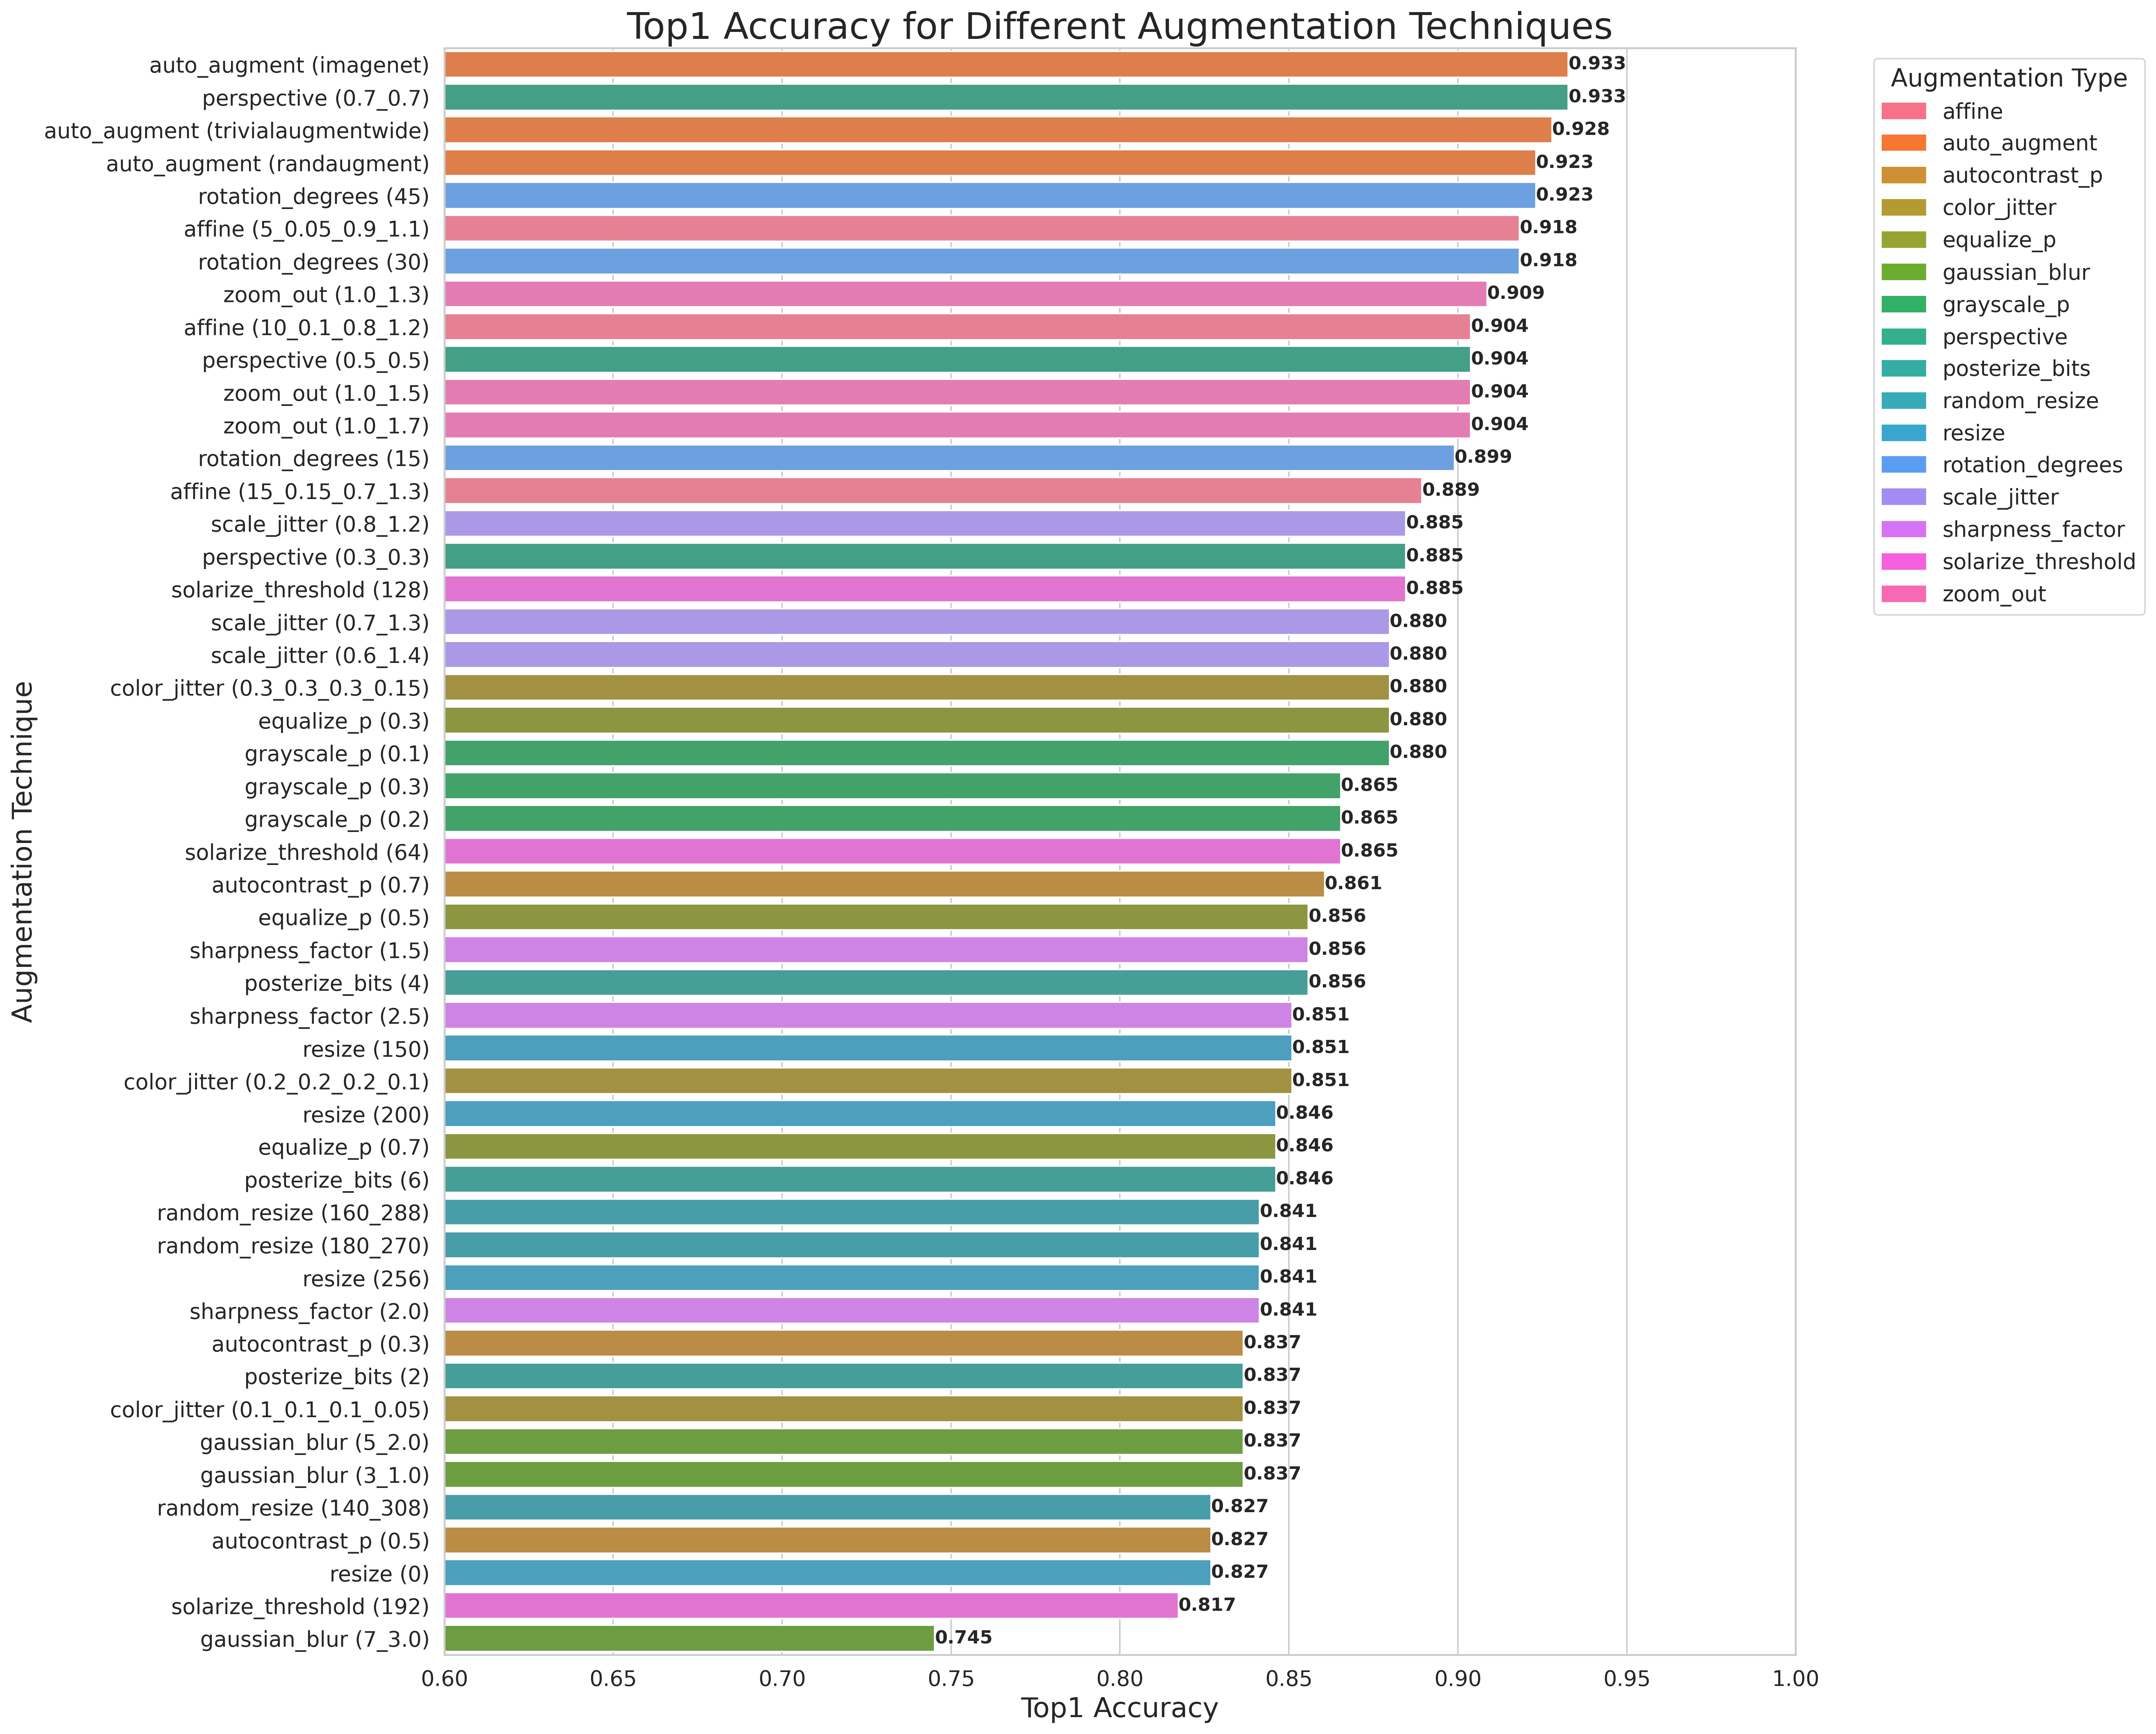 Top1 Accuracy for Different Augmentation Techniques
auto_augment (imagenet) 0.933
perspective (0.7_0.7) 0.933
auto_augment (trivialaugmentwide) 0.928
auto_augment (randaugment) 0.923
rotation_degrees (45) 0.923
affine (5_0.05_0.9_1.1) 0.918
rotation_degrees (30) 0.918
zoom_out (1.0_1.3) 0.909
affine (10_0.1_0.8_1.2) 0.904
perspective (0.5_0.5) 0.904
zoom_out (1.0_1.5) 0.904
zoom_out (1.0_1.7) 0.904
rotation_degrees (15) 0.899
affine (15_0.15_0.7_1.3) 0.889
scale_jitter (0.8_1.2) 0.885
perspective (0.3_0.3) 0.885
solarize_threshold (128) 0.885
scale_jitter (0.7_1.3) 0.880
scale_jitter (0.6_1.4) 0.880
color_jitter (0.3_0.3_0.3_0.15) 0.880
equalize_p (0.3) 0.880
grayscale_p (0.1) 0.880
grayscale_p (0.3) 0.865
grayscale_p (0.2) 0.865
solarize_threshold (64) 0.865
autocontrast_p (0.7) 0.861
equalize_p (0.5) 0.856
sharpness_factor (1.5) 0.856
posterize_bits (4) 0.856
sharpness_factor (2.5) 0.851
resize (150) 0.851
color_jitter (0.2_0.2_0.2_0.1) 0.851
resize (200) 0.846
equalize_p (0.7) 0.846
posterize_bits (6) 0.846
random_resize (160_288) 0.841
random_resize (180_270) 0.841
resize (256) 0.841
sharpness_factor (2.0) 0.841
autocontrast_p (0.3) 0.837
posterize_bits (2) 0.837
color_jitter (0.1_0.1_0.1_0.05) 0.837
gaussian_blur (5_2.0) 0.837
gaussian_blur (3_1.0) 0.837
random_resize (140_308) 0.827
autocontrast_p (0.5) 0.827
resize (0) 0.827
solarize_threshold (192) 0.817
gaussian_blur (7_3.0) 0.745
0.60 0.65 0.70 0.75 0.80 0.85 0.90 0.95 1.00
Top1 Accuracy
Augmentation Technique
Augmentation Type
affine
auto_augment
autocontrast_p
color_jitter
equalize_p
gaussian_blur
grayscale_p
perspective
posterize_bits
random_resize
resize
rotation_degrees
scale_jitter
sharpness_factor
solarize_threshold
zoom_out